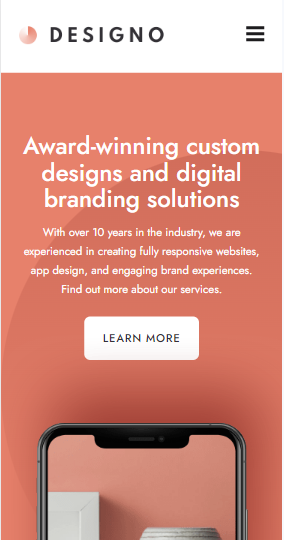 DESIGNO
Award-winning custom
designs and digital
branding solutions
With over 10 years in the industry, we are
experienced in creating fully responsive websites,
app design, and engaging brand experiences.
Find out more about our services.
LEARN MORE